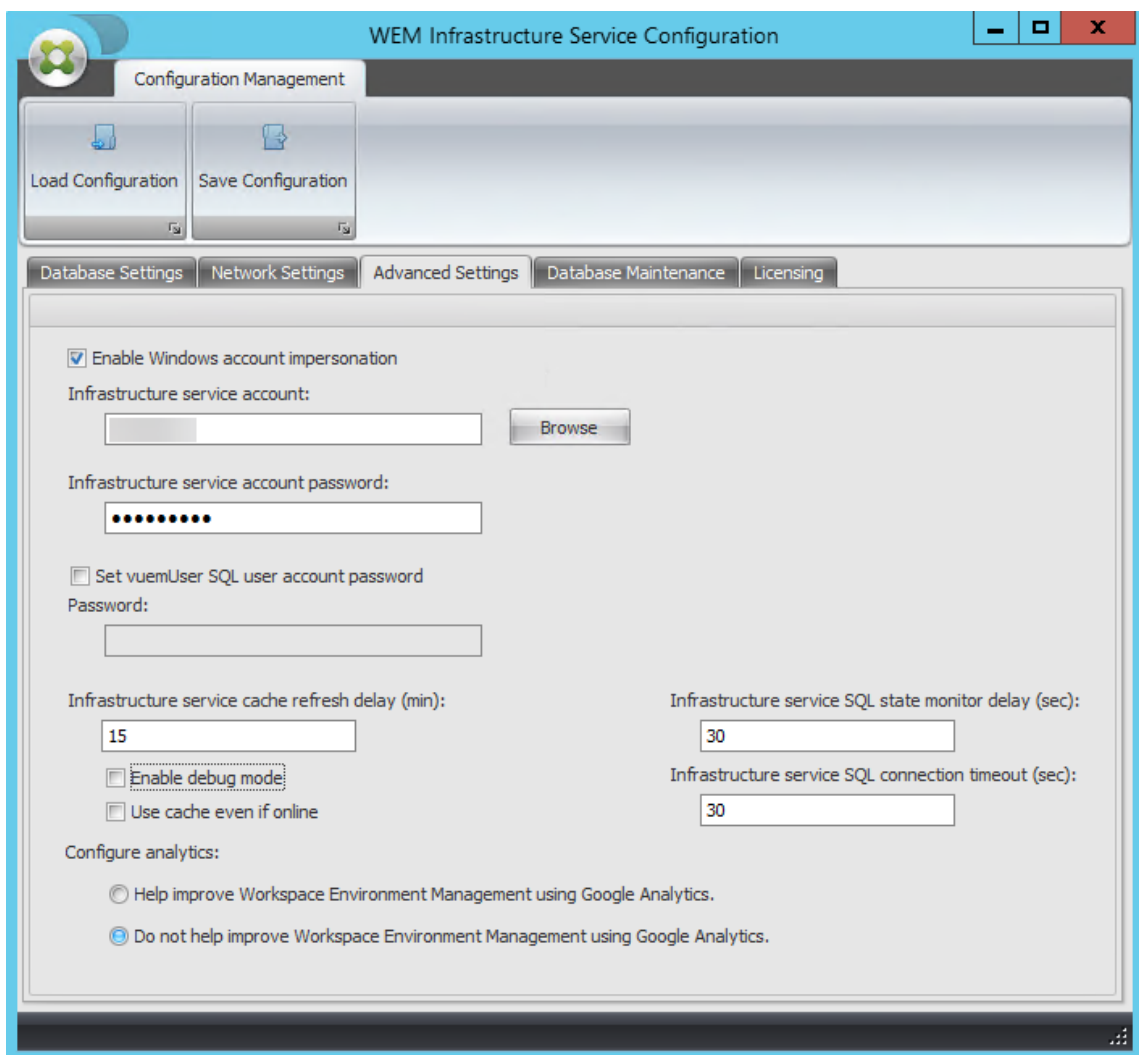 WEM Infrastructure Service Configuration
Configuration Management
Load Configuration
Save Configuration
Database Settings
Network Settings
Advanced Settings
Database Maintenance
Licensing
Enable Windows account impersonation
Infrastructure service account:
Browse
Infrastructure service account password:
•••••••••
Set vuemUser SQL user account password
Password:
Infrastructure service cache refresh delay (min):
15
Enable debug mode
Use cache even if online
Infrastructure service SQL state monitor delay (sec):
30
Infrastructure service SQL connection timeout (sec):
30
Configure analytics:
Help improve Workspace Environment Management using Google Analytics.
Do not help improve Workspace Environment Management using Google Analytics.